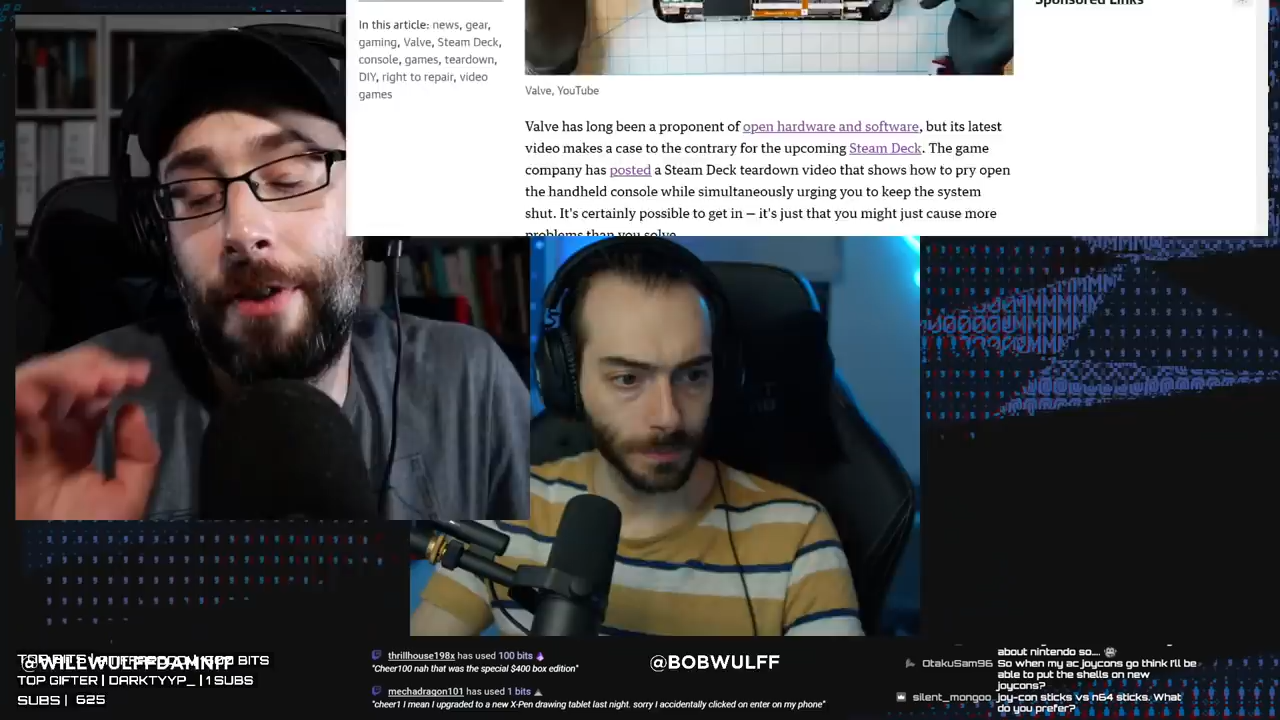 In this article: news, gear,
gaming, Valve, Steam Deck,
console, games, teardown,
DIY, right to repair, video
games
Sponsored Links
Valve, YouTube
Valve has long been a proponent of open hardware and software, but its latest
video makes a case to the contrary for the upcoming Steam Deck. The game
company has posted a Steam Deck teardown video that shows how to pry open
the handheld console while simultaneously urging you to keep the system
shut. It's certainly possible to get in — it's just that you might just cause more
problems than you solve.
@WILLWULFFDAMMIT
BITS
TOP GIFTER | DARKTYYP_ | 1 SUBS
SUBS | 625
thrillhouse198x has used 100 bits
"Cheer100 nah that was the special $400 box edition"
mechadragon101 has used 1 bits
"cheer1 I mean I upgraded to a new X-Pen drawing tablet last night. sorry I accidentally clicked on enter on my phone"
@BOBWULFF
about nintendo so....
OtakuSam96 So when my ac joycons go think I'll be
able to put the shells on new
joycons?
silent_mongoo joy-con sticks vs n64 sticks. What
do you prefer?